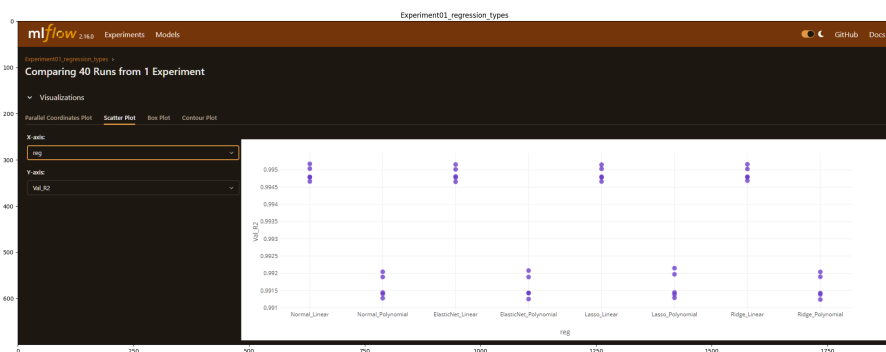 Experiment01_regression_types
mlflow 2.16.0 Experiments Models GitHub Docs
Experiment01_regression_types ›
Comparing 40 Runs from 1 Experiment
Visualizations
Parallel Coordinates Plot Scatter Plot Box Plot Contour Plot
X-axis:
reg
Y-axis:
Val_R2
0.995
0.9945
0.994
0.9935
0.993
0.9925
0.992
0.9915
0.991
Val_R2
Normal_Linear Normal_Polynomial ElasticNet_Linear ElasticNet_Polynomial Lasso_Linear Lasso_Polynomial Ridge_Linear Ridge_Polynomial
reg
0
100
200
300
400
500
600
0 250 500 750 1000 1250 1500 1750